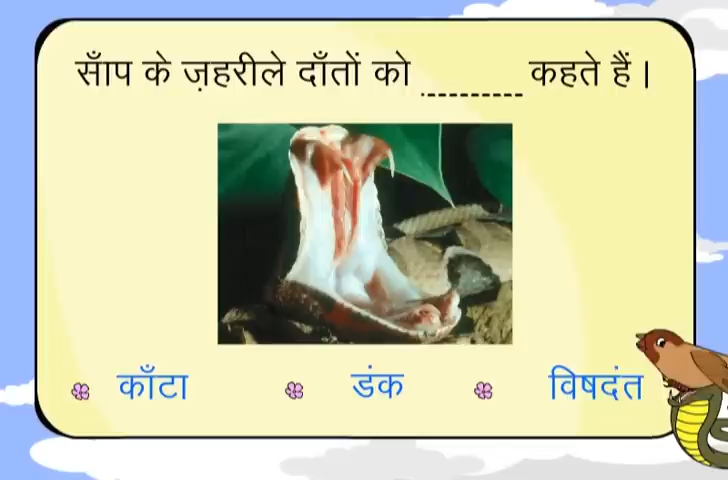 साँप के ज़हरीले दाँतों को .......... कहते हैं।
काँटा डंक विषदंत